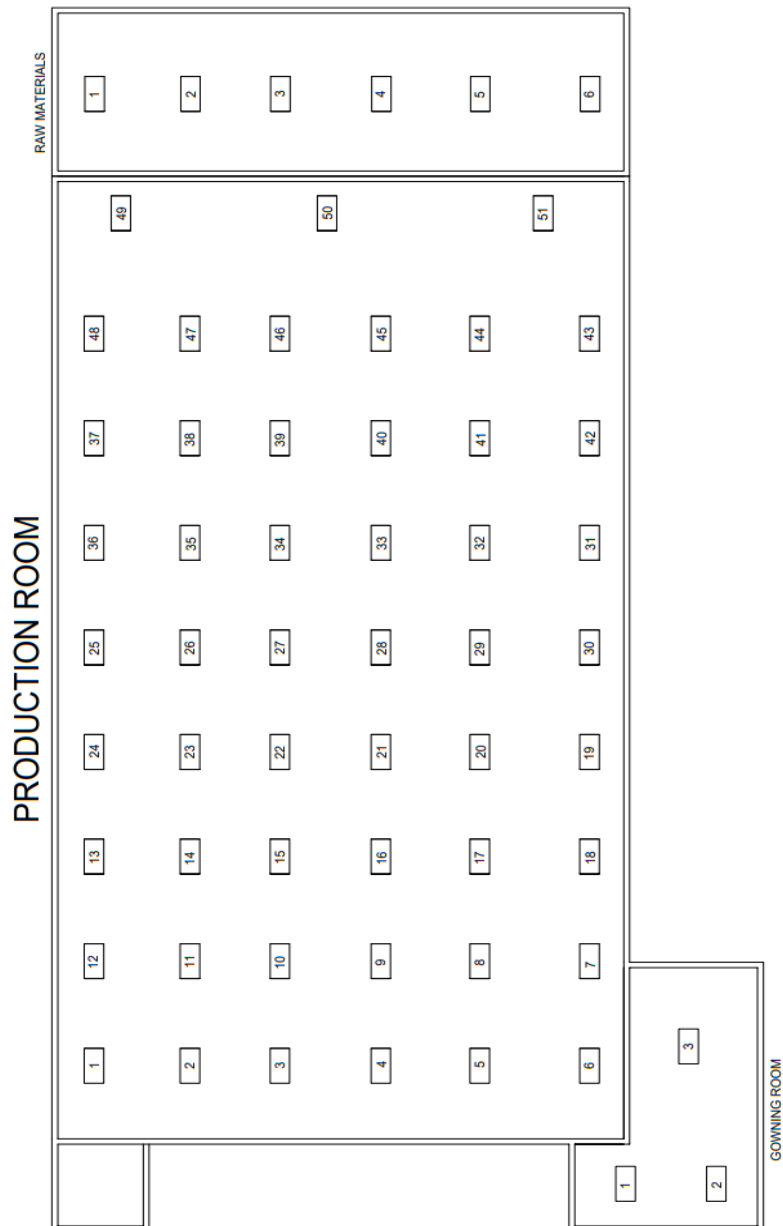 PRODUCTION ROOM
RAW MATERIALS
1 2 3 4 5 6
49 50 51
48 47 46 45 44 43
37 38 39 40 41 42
36 35 34 33 32 31
25 26 27 28 29 30
24 23 22 21 20 19
13 14 15 16 17 18
12 11 10 9 8 7
1 2 3 4 5 6
3
1 2
GOWNING ROOM